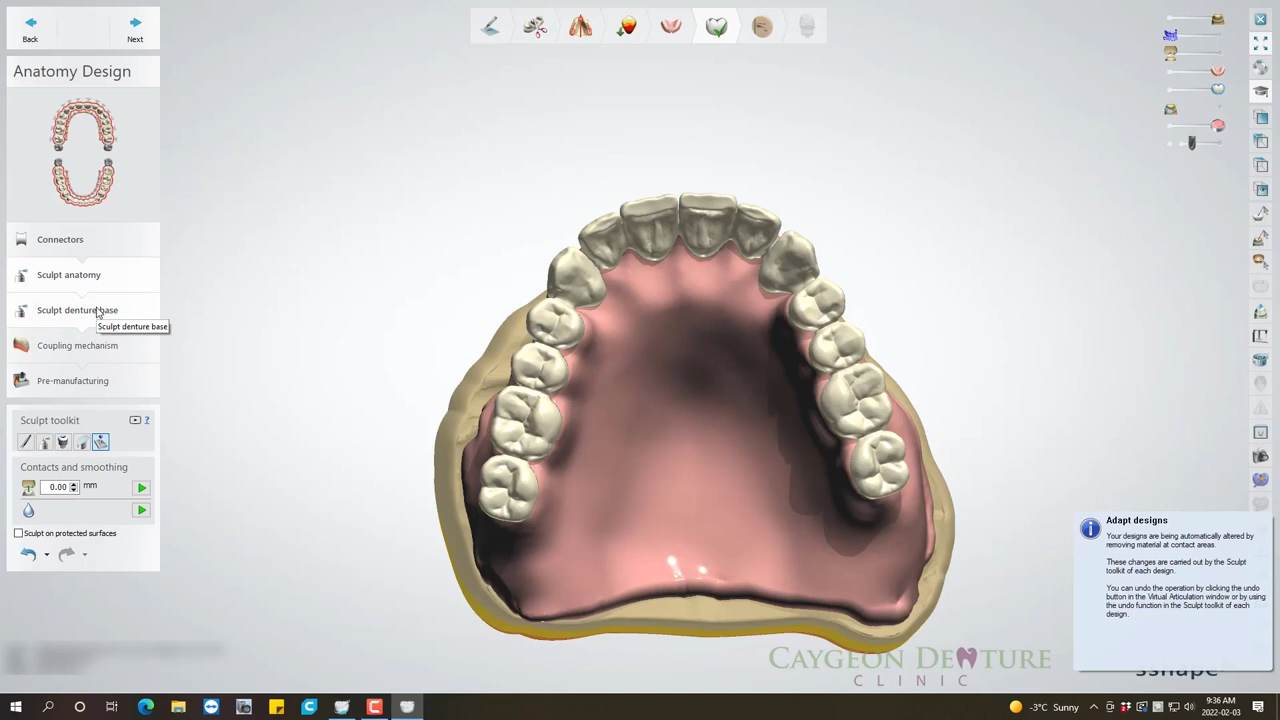 Back
Next
Anatomy Design
Connectors
Sculpt anatomy
Sculpt denture base
Sculpt denture base
Coupling mechanism
Pre-manufacturing
Sculpt toolkit
?
Contacts and smoothing
0.00 mm
Sculpt on protected surfaces
Adapt designs
Your designs are being automatically altered by
removing material at contact areas.
These changes are carried out by the Sculpt
toolkit of each design.
You can undo the operation by clicking the undo
button in the Virtual Articulation window or by using
the undo function in the Sculpt toolkit of each
design.
CAYGEON DENTURE
CLINIC
-3°C Sunny
9:36 AM
2022-02-03